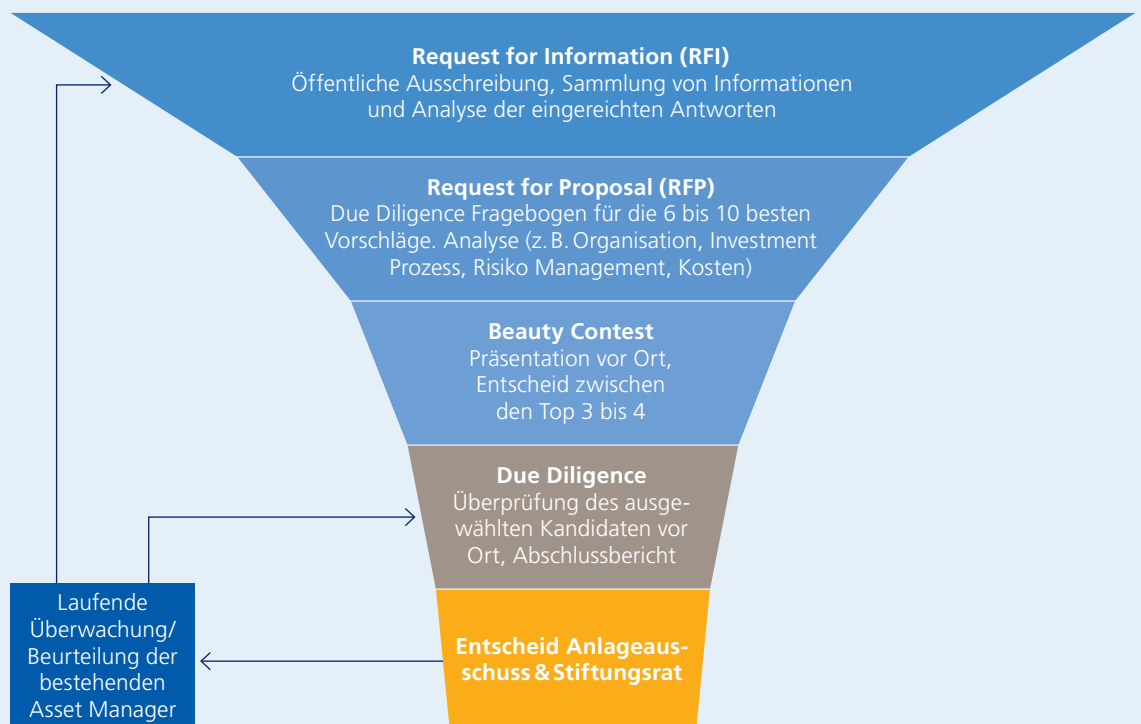 Request for Information (RFI)
Öffentliche Ausschreibung, Sammlung von Informationen
und Analyse der eingereichten Antworten
Request for Proposal (RFP)
Due Diligence Fragebogen für die 6 bis 10 besten
Vorschläge. Analyse (z. B. Organisation, Investment
Prozess, Risiko Management, Kosten)
Beauty Contest
Präsentation vor Ort,
Entscheid zwischen
den Top 3 bis 4
Due Diligence
Überprüfung des ausge-
wählten Kandidaten vor
Ort, Abschlussbericht
Entscheid Anlageaus-
schuss & Stiftungsrat
Laufende
Überwachung/
Beurteilung der
bestehenden
Asset Manager